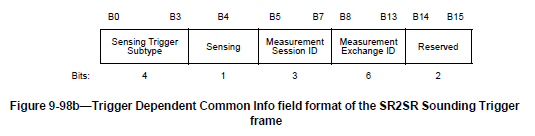 B0 B3 B4 B5 B7 B8 B13 B14 B15
Sensing Trigger
Subtype
Sensing
Measurement
Session ID
Measurement
Exchange ID
Reserved
Bits: 4 1 3 6 2
Figure 9-98b—Trigger Dependent Common Info field format of the SR2SR Sounding Trigger
frame